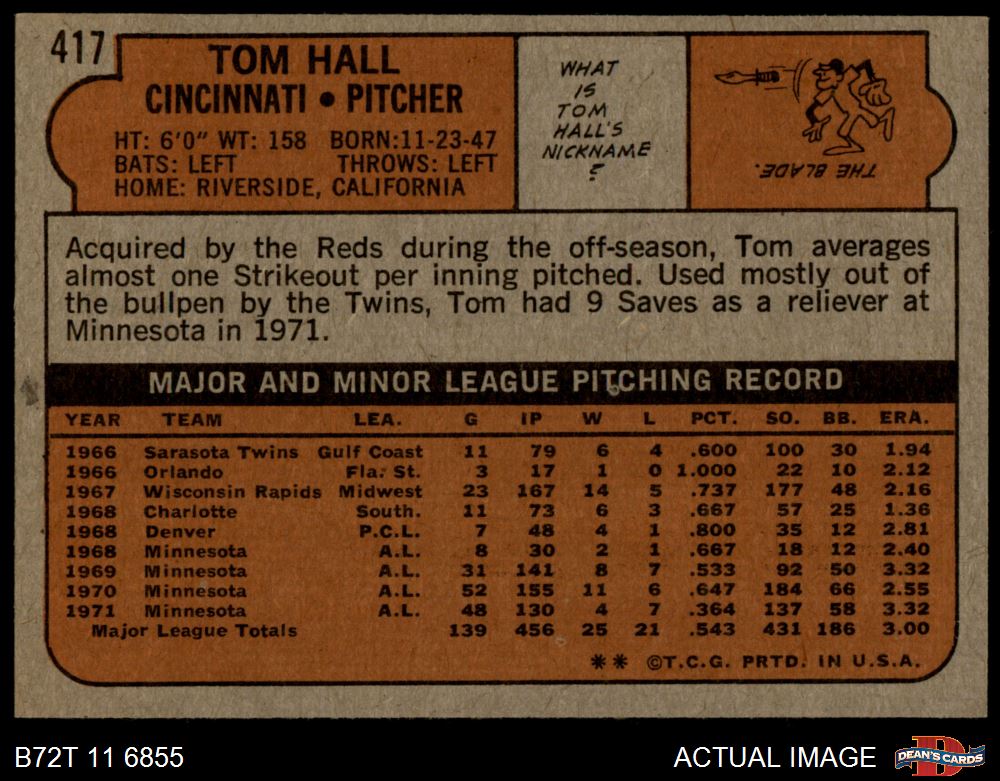 417
TOM HALL
CINCINNATI • PITCHER
HT: 6'0" WT: 158 BORN:11-23-47
BATS: LEFT THROWS: LEFT
HOME: RIVERSIDE, CALIFORNIA
WHAT
IS
TOM
HALL'S
NICKNAME
?
THE BLADE.
Acquired by the Reds during the off-season, Tom averages
almost one Strikeout per inning pitched. Used mostly out of
the bullpen by the Twins, Tom had 9 Saves as a reliever at
Minnesota in 1971.
MAJOR AND MINOR LEAGUE PITCHING RECORD
YEAR TEAM LEA. G IP W L PCT. SO. BB. ERA.
1966 Sarasota Twins Gulf Coast 11 79 6 4 .600 100 30 1.94
1966 Orlando Fla. St. 3 17 1 0 1.000 22 10 2.12
1967 Wisconsin Rapids Midwest 23 167 14 5 .737 177 48 2.16
1968 Charlotte South. 11 73 6 3 .667 57 25 1.36
1968 Denver P.C.L. 7 48 4 1 .800 35 12 2.81
1968 Minnesota A.L. 8 30 2 1 .667 18 12 2.40
1969 Minnesota A.L. 31 141 8 7 .533 92 50 3.32
1970 Minnesota A.L. 52 155 11 6 .647 184 66 2.55
1971 Minnesota A.L. 48 130 4 7 .364 137 58 3.32
Major League Totals 139 456 25 21 .543 431 186 3.00
** ©T.C.G. PRTD. IN U.S.A.
B72T 11 6855
ACTUAL IMAGE
D
DEAN'S CARDS